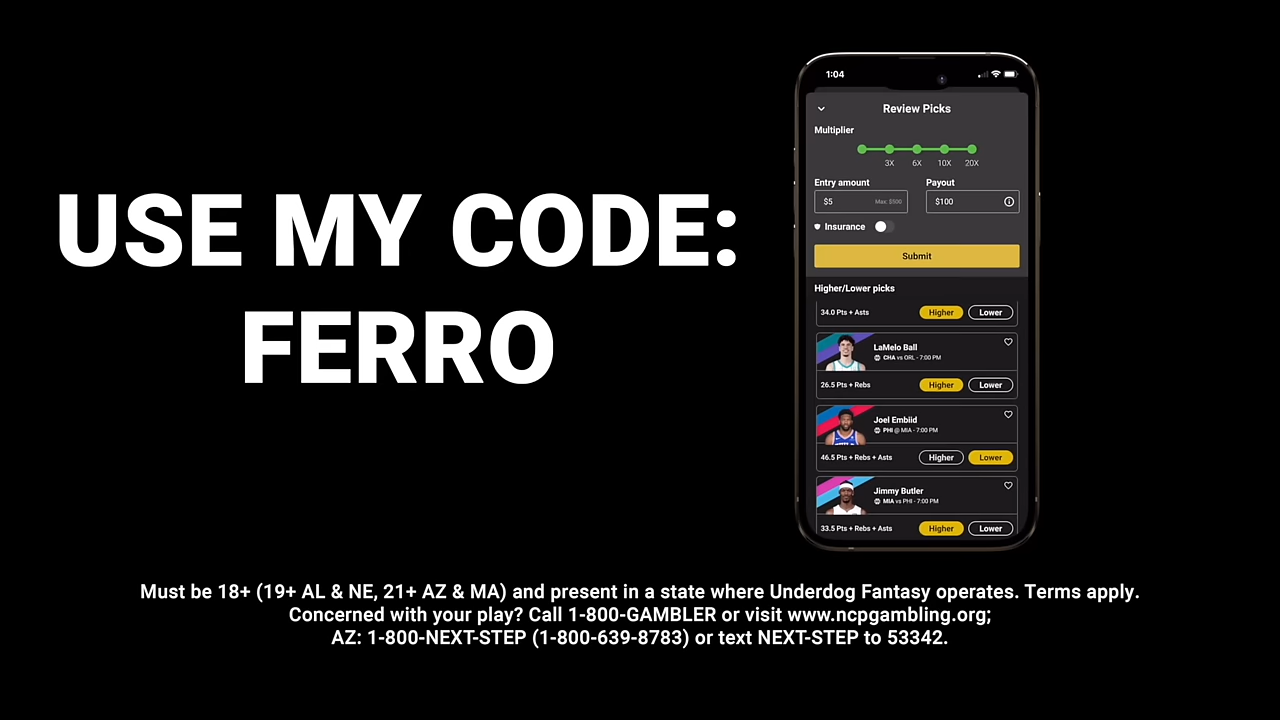 USE MY CODE:
FERRO
1:04
Review Picks
Multiplier
3X 6X 10X 20X
Entry amount Payout
$5 Max: $500 $100
Insurance
Submit
Higher/Lower picks
34.0 Pts + Asts Higher Lower
LaMelo Ball
CHA vs ORL - 7:00 PM
26.5 Pts + Rebs Higher Lower
Joel Embiid
PHI @ MIA - 7:00 PM
46.5 Pts + Rebs + Asts Higher Lower
Jimmy Butler
MIA vs PHI - 7:00 PM
33.5 Pts + Rebs + Asts Higher Lower
Must be 18+ (19+ AL & NE, 21+ AZ & MA) and present in a state where Underdog Fantasy operates. Terms apply.
Concerned with your play? Call 1-800-GAMBLER or visit www.ncpgambling.org;
AZ: 1-800-NEXT-STEP (1-800-639-8783) or text NEXT-STEP to 53342.